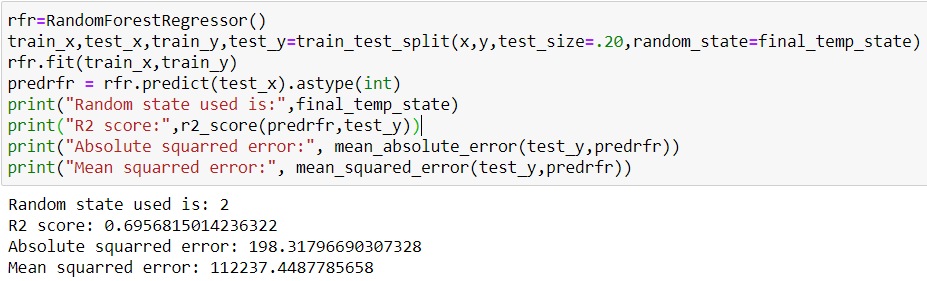 rfr=RandomForestRegressor()
train_x,test_x,train_y,test_y=train_test_split(x,y,test_size=.20,random_state=final_temp_state)
rfr.fit(train_x,train_y)
predrfr = rfr.predict(test_x).astype(int)
print("Random state used is:",final_temp_state)
print("R2 score:",r2_score(predrfr,test_y))
print("Absolute squarred error:", mean_absolute_error(test_y,predrfr))
print("Mean squarred error:", mean_squared_error(test_y,predrfr))
Random state used is: 2
R2 score: 0.6956815014236322
Absolute squarred error: 198.31796690307328
Mean squarred error: 112237.4487785658